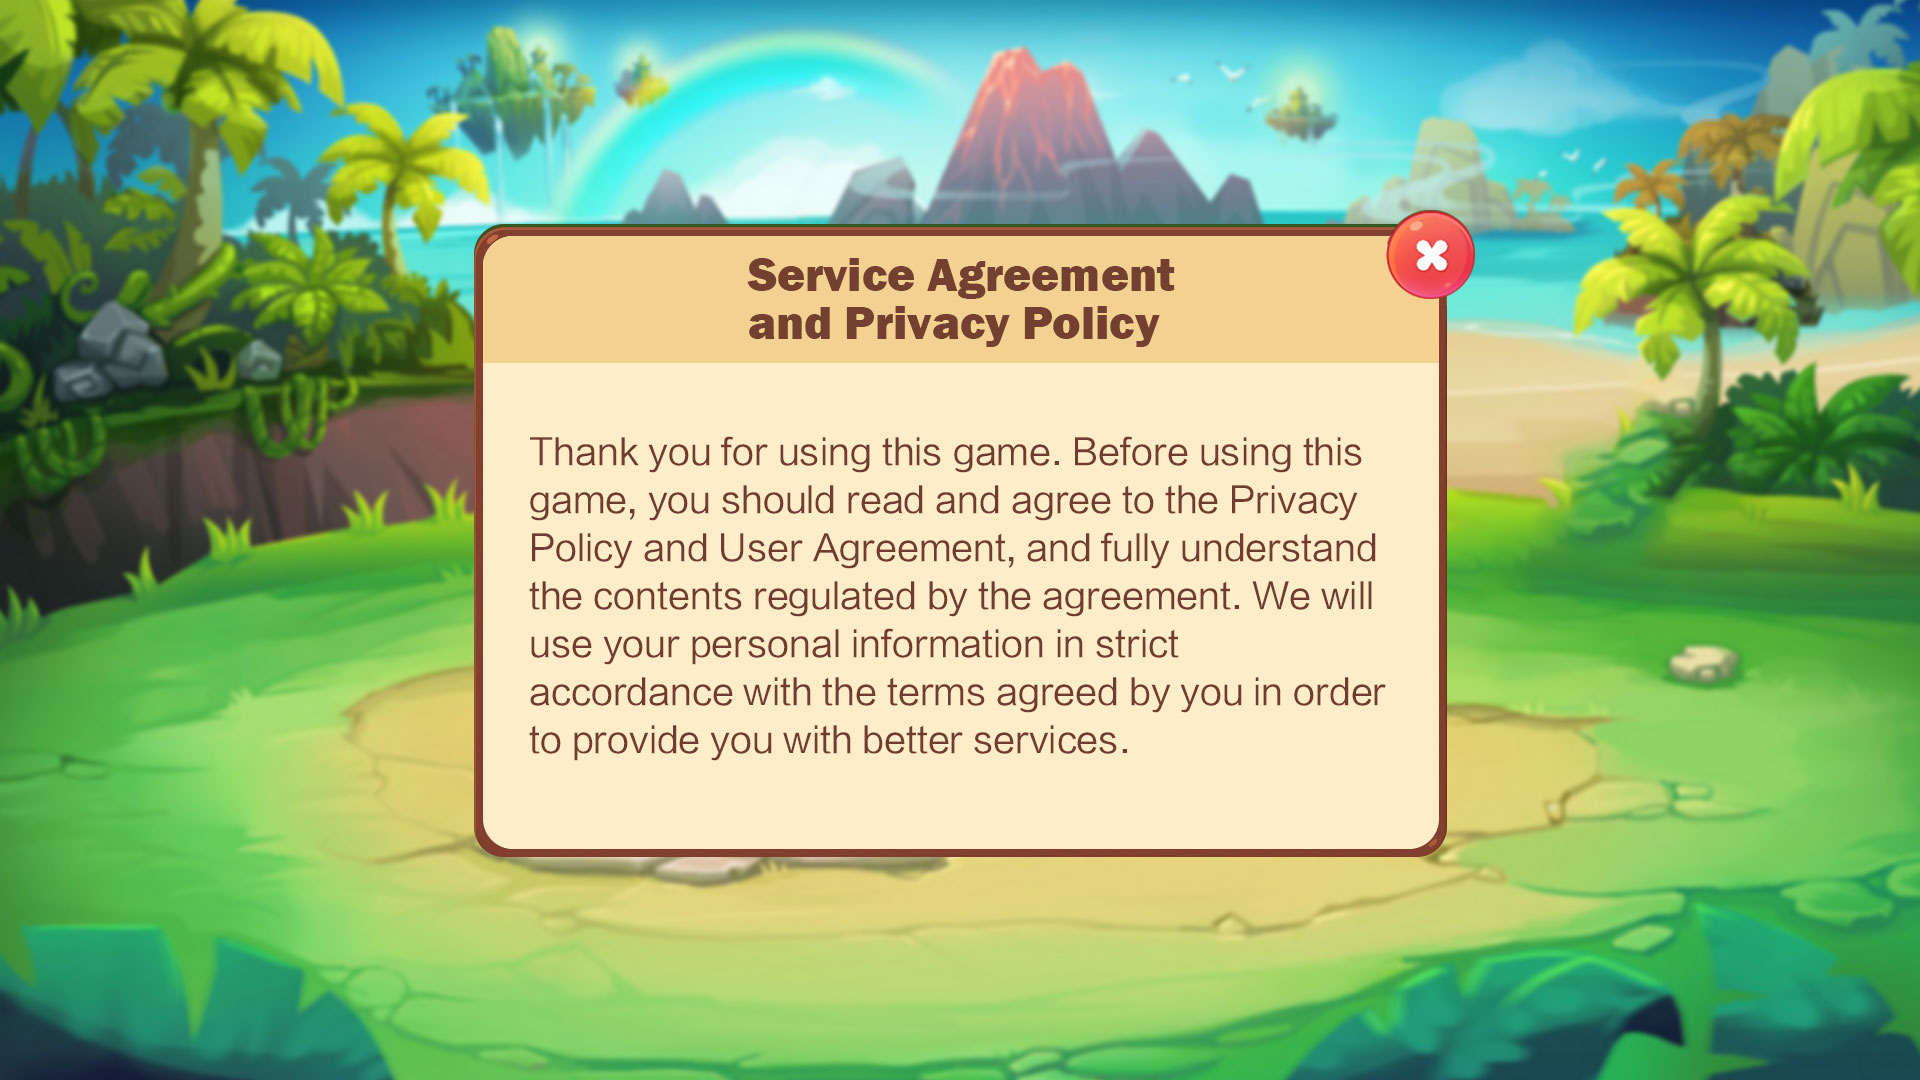 Service Agreement
and Privacy Policy
Thank you for using this game. Before using this
game, you should read and agree to the Privacy
Policy and User Agreement, and fully understand
the contents regulated by the agreement. We will
use your personal information in strict
accordance with the terms agreed by you in order
to provide you with better services.